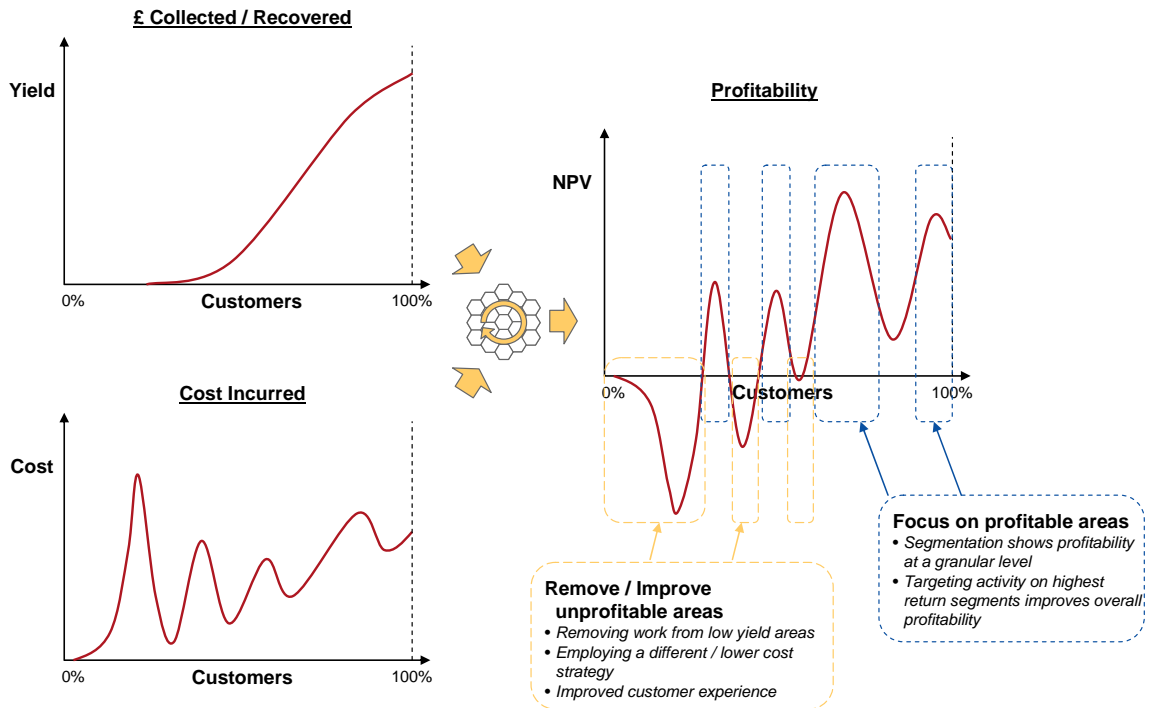 £ Collected / Recovered
Yield
0%
Customers
100%
Cost Incurred
Cost
0%
Customers
100%
Profitability
NPV
0%
Customers
100%
Remove / Improve
unprofitable areas
• Removing work from low yield areas
• Employing a different / lower cost
strategy
• Improved customer experience
Focus on profitable areas
• Segmentation shows profitability
at a granular level
• Targeting activity on highest
return segments improves overall
profitability